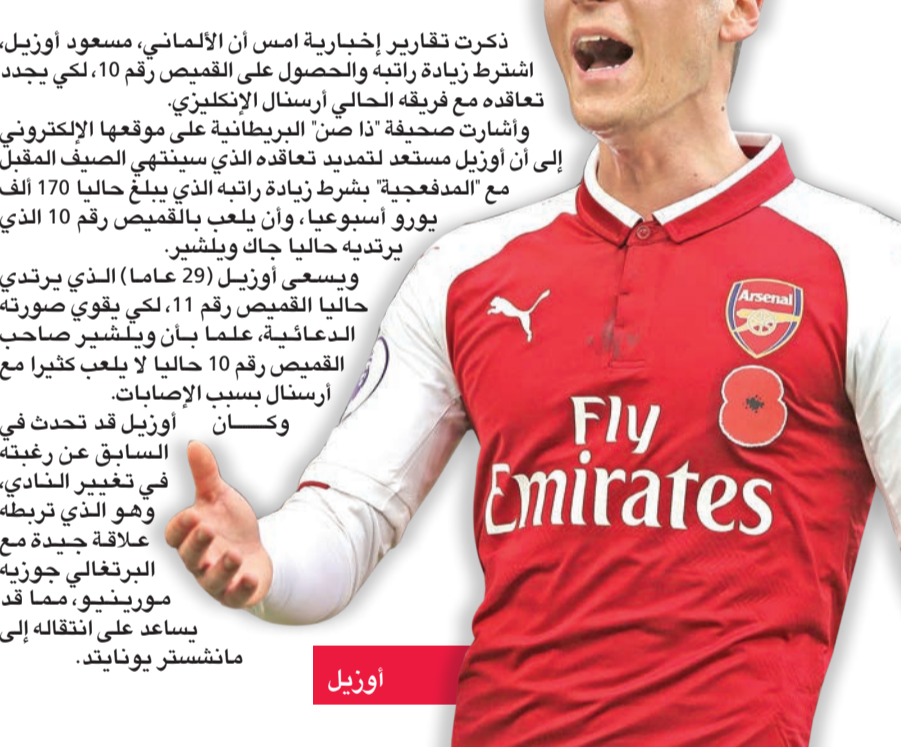 ذكرت تقارير إخبارية امس أن الألماني، مسعود أوزيل،
اشترط زيادة راتبه والحصول على القميص رقم 10، لكي يجدد
تعاقده مع فريقه الحالي أرسنال الإنكليزي.
وأشارت صحيفة "ذا صن" البريطانية على موقعها الإلكتروني
إلى أن أوزيل مستعد لتمديد تعاقده الذي سينتهي الصيف المقبل
مع "المدفعجية" بشرط زيادة راتبه الذي يبلغ حاليا 170 ألف
يورو أسبوعيا، وأن يلعب بالقميص رقم 10 الذي
يرتديه حاليا جاك ويلشير.
ويسعى أوزيل (29 عاما) الذي يرتدي
حاليا القميص رقم 11، لكي يقوي صورته
الدعائية، علما بأن ويلشير صاحب
القميص رقم 10 حاليا لا يلعب كثيرا مع
أرسنال بسبب الإصابات.
وكـــان أوزيل قد تحدث في
السابق عن رغبته
في تغيير النادي،
وهو الذي تربطه
علاقة جيدة مع
البرتغالي جوزيه
مورينيو، مما قد
يساعد على انتقاله إلى
مانشستر يونايتد.
Arsenal
Fly
Emirates
أوزيل